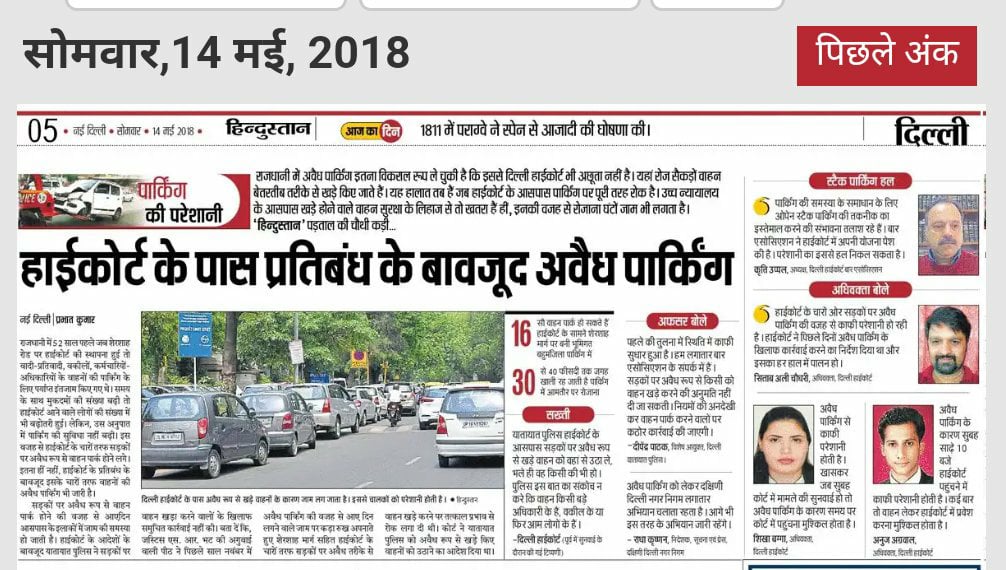 सोमवार,14 मई, 2018
पिछले अंक
05 • नई दिल्ली • सोमवार • 14 मई 2018 • हिन्दुस्तान
आज का दिन
1811 में पराग्वे ने स्पेन से आजादी की घोषणा की।
दिल्ली
पार्किंग
की परेशानी
राजधानी में अवैध पार्किंग इतना विकराल रूप ले चुकी है कि इससे दिल्ली हाईकोर्ट भी अछूता नहीं है। यहां रोज सैकड़ों वाहन
बेतरतीब तरीके से खड़े किए जाते हैं। यह हालात तब हैं जब हाईकोर्ट के आसपास पार्किंग पर पूरी तरह रोक है। उच्च न्यायालय
के आसपास खड़े होने वाले वाहन सुरक्षा के लिहाज से तो खतरा हैं ही, इनकी वजह से रोजाना घंटों जाम भी लगता है।
'हिन्दुस्तान' पड़ताल की चौथी कड़ी...
हाईकोर्ट के पास प्रतिबंध के बावजूद अवैध पार्किंग
नई दिल्ली | प्रभात कुमार
राजधानी में 52 साल पहले जब शेरशाह
रोड पर हाईकोर्ट की स्थापना हुई तो
वादी-प्रतिवादी, वकीलों, कर्मचारियों-
अधिकारियों के वाहनों की पार्किंग के
लिए पर्याप्त इंतजाम किए गए थे। समय
के साथ मुकदमों की संख्या बढ़ी तो
हाईकोर्ट आने वाले लोगों की संख्या में
भी बढ़ोतरी हुई। लेकिन, उस अनुपात
में पार्किंग की सुविधा नहीं बढ़ी। इस
वजह से हाईकोर्ट के चारों तरफ सड़कों
पर अवैध रूप से वाहन पार्क होने लगे।
इतना ही नहीं, हाईकोर्ट के प्रतिबंध के
बावजूद इसके चारों तरफ वाहनों की
अवैध पार्किंग भी जारी है।
सड़कों पर अवैध रूप से वाहन
पार्क होने की वजह से आएदिन
आसपास के इलाकों में जाम की समस्या
हो जाती है। हाईकोर्ट के आदेशों के
बावजूद यातायात पुलिस ने सड़कों पर
दिल्ली हाईकोर्ट के पास अवैध रूप से खड़े वाहनों के कारण जाम लग जाता है। इससे चालकों को परेशानी होती है। • हिन्दुस्तान
वाहन खड़ा करने वालों के खिलाफ
समुचित कार्रवाई नहीं की। बता दें कि,
जस्टिस एस. आर. भट की अगुवाई
वाली पीठ ने पिछले साल नवंबर में
अवैध पार्किंग की वजह से आए दिन
लगने वाले जाम पर कड़ा रुख अपनाते
हुए शेरशाह मार्ग सहित हाईकोर्ट के
चारों तरफ सड़कों पर अवैध तरीके से
वाहन खड़े करने पर तत्काल प्रभाव से
रोक लगा दी थी। कोर्ट ने यातायात
पुलिस को अवैध रूप से खड़े किए
वाहनों को उठाने का आदेश दिया था।
16
सौ वाहन पार्क हो सकते हैं
हाईकोर्ट के सामने शेरशाह
मार्ग पर बनी भूमिगत
बहुमंजिला पार्किंग में
30
से 40 फीसदी तक जगह
खाली रह जाती है पार्किंग
में आमतौर पर रोजाना
सख्ती
यातायात पुलिस हाईकोर्ट के
आसपास सड़कों पर अवैध रूप
से खड़े वाहन को वहां से उठा ले,
भले ही वह किसी की भी हो।
पुलिस इस बात का संकोच न
करे कि वाहन किसी बड़े
अधिकारी के है, वकील के या
फिर आम लोगों के हैं।
-दिल्ली हाईकोर्ट (पूर्व में सुनवाई के
दौरान की गई टिप्पणी)
अफसर बोले
पहले की तुलना में स्थिति में काफी
सुधार हुआ है। हम लगातार बार
एसोसिएशन के संपर्क में हैं।
सड़कों पर अवैध रूप से किसी को
वाहन खड़े करने की अनुमति नहीं
दी जा सकती। नियमों की अनदेखी
कर वाहन पार्क करने वालों पर
कठोर कार्रवाई की जाएगी।
- दीपेंद्र पाठक, विशेष आयुक्त, दिल्ली
यातायात पुलिस।
अवैध पार्किंग को लेकर दक्षिणी
दिल्ली नगर निगम लगातार
अभियान चलाता रहता है। आगे भी
इस तरह के अभियान जारी रहेंगे।
- राधा कृष्णन, निदेशक, सूचना एवं प्रेस,
दक्षिणी दिल्ली नगर निगम
स्टैक पार्किंग हल
पार्किंग की समस्या के समाधान के लिए
ओपेन स्टैक पार्किंग की तकनीक का
इस्तेमाल करने की संभावना तलाश रहे हैं। बार
एसोसिएशन ने हाईकोर्ट में अपनी योजना पेश
की है। परेशानी का इससे हल निकल सकता है।
कृति उप्पल, अध्यक्ष, दिल्ली हाईकोर्ट बार एसोसिएशन
अधिवक्ता बोले
हाईकोर्ट के चारों ओर सड़कों पर अवैध
पार्किंग की वजह से काफी परेशानी हो रही
है। हाईकोर्ट ने पिछले दिनों अवैध पार्किंग के
खिलाफ कार्रवाई करने का निर्देश दिया था और
इसका हर हाल में पालन हो।
सिताब अली चौधरी, अधिवक्ता, दिल्ली हाईकोर्ट
अवैध
पार्किंग से
काफी
परेशानी
होती है।
खासकर
जब सुबह
कोर्ट में मामले की सुनवाई हो तो
अवैध पार्किंग के कारण समय पर
कोर्ट में पहुंचना मुश्किल होता है।
शिखा बग्गा, अधिवक्ता,
दिल्ली हाईकोर्ट
अवैध
पार्किंग के
कारण सुबह
साढ़े 10
बजे
हाईकोर्ट
पहुंचने में
काफी परेशानी होती है। कई बार
तो वाहन लेकर हाईकोर्ट में प्रवेश
करना मुश्किल होता है।
अनुज अग्रवाल,
अधिवक्ता, दिल्ली हाईकोर्ट